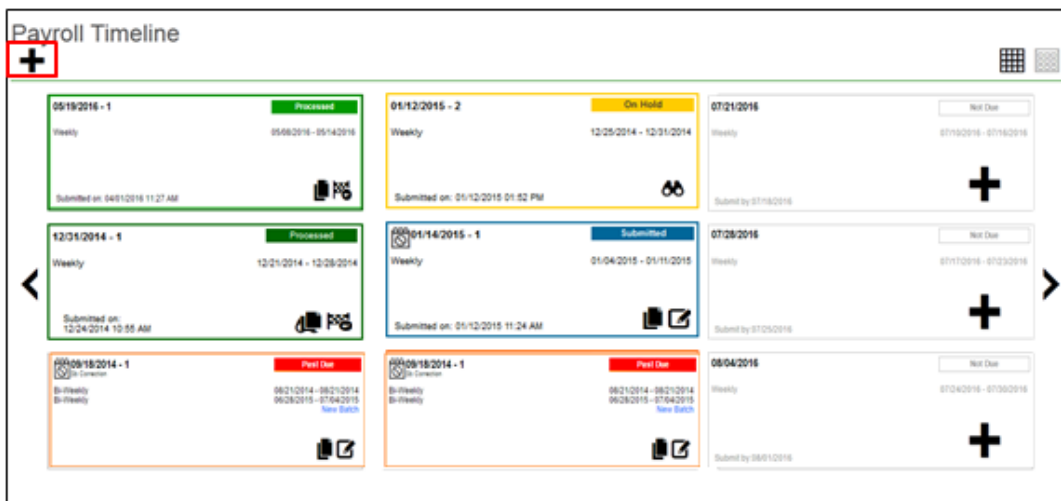 Payroll Timeline
05/19/2016 - 1 Processed
Weekly 05/08/2016 - 05/14/2016
Submitted on: 04/01/2016 11:27 AM
01/12/2015 - 2 On Hold
Weekly 12/25/2014 - 12/31/2014
Submitted on: 01/12/2015 01:52 PM
07/21/2016 Not Due
Weekly 07/10/2016 - 07/16/2016
Submit by:07/18/2016
12/31/2014 - 1 Processed
Weekly 12/21/2014 - 12/28/2014
Submitted on:
12/24/2014 10:55 AM
01/14/2015 - 1 Submitted
Weekly 01/04/2015 - 01/11/2015
Submitted on: 01/12/2015 11:24 AM
07/28/2016 Not Due
Weekly 07/17/2016 - 07/23/2016
Submit by:07/25/2016
09/18/2014 - 1 Past Due
Correction
Bi-Weekly 08/21/2014 - 08/21/2014
Bi-Weekly 06/28/2015 - 07/04/2015
New Batch
09/18/2014 - 1 Past Due
Correction
Bi-Weekly 08/21/2014 - 08/21/2014
Bi-Weekly 06/28/2015 - 07/04/2015
New Batch
08/04/2016 Not Due
Weekly 07/24/2016 - 07/30/2016
Submit by:08/01/2016